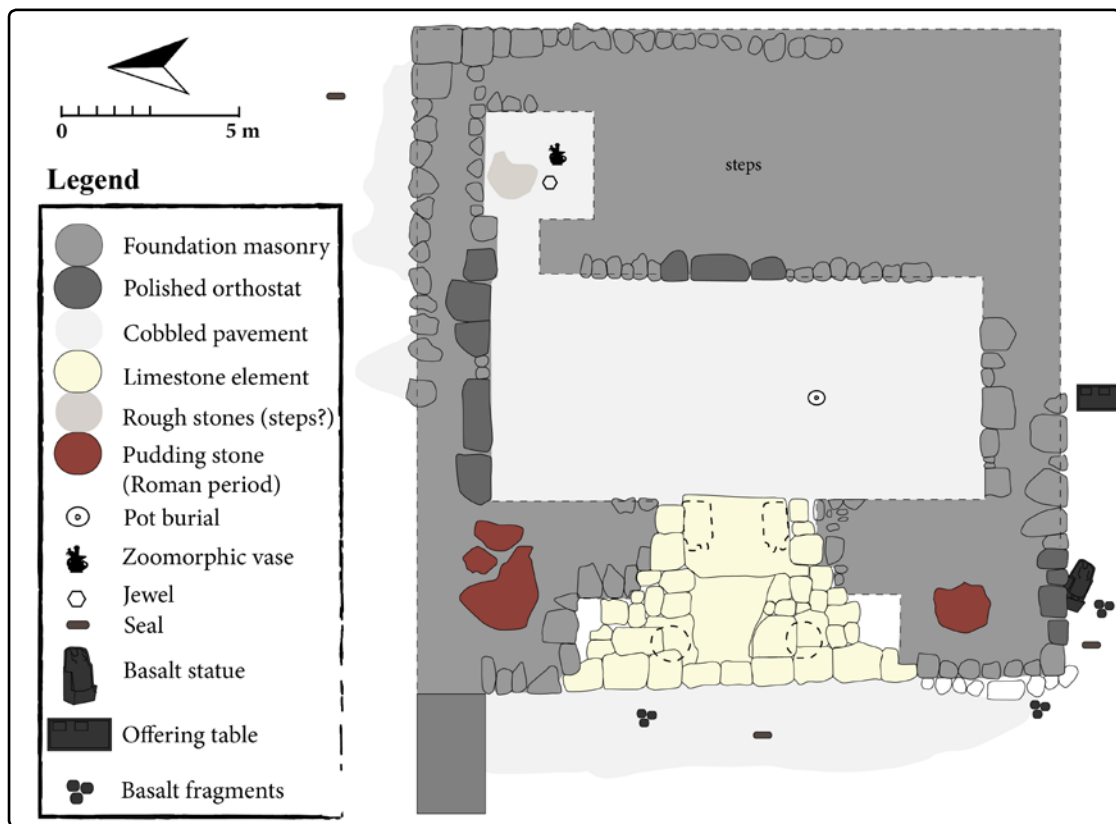 0
5 m
Legend
Foundation masonry
Polished orthostat
Cobbled pavement
Limestone element
Rough stones (steps?)
Pudding stone
(Roman period)
Pot burial
Zoomorphic vase
Jewel
Seal
Basalt statue
Offering table
Basalt fragments
steps